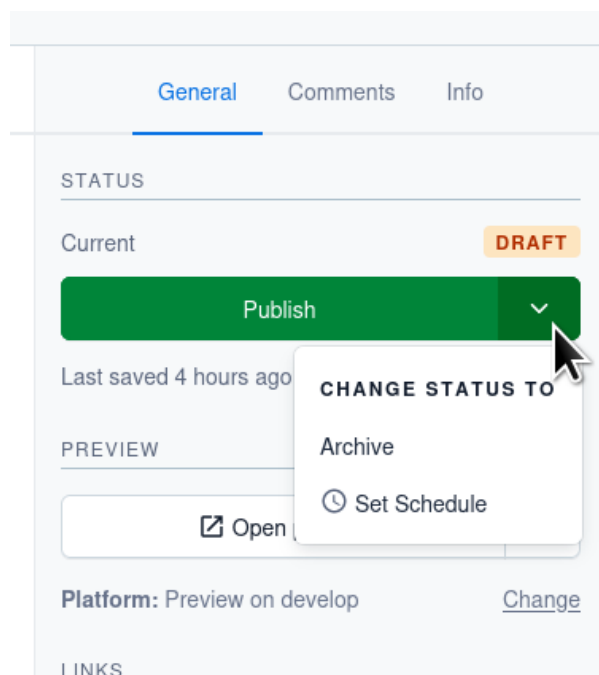 General Comments Info
STATUS
Current DRAFT
Publish
Last saved 4 hours ago
CHANGE STATUS TO
PREVIEW
Archive
Set Schedule
Open
Platform: Preview on develop Change
LINKS